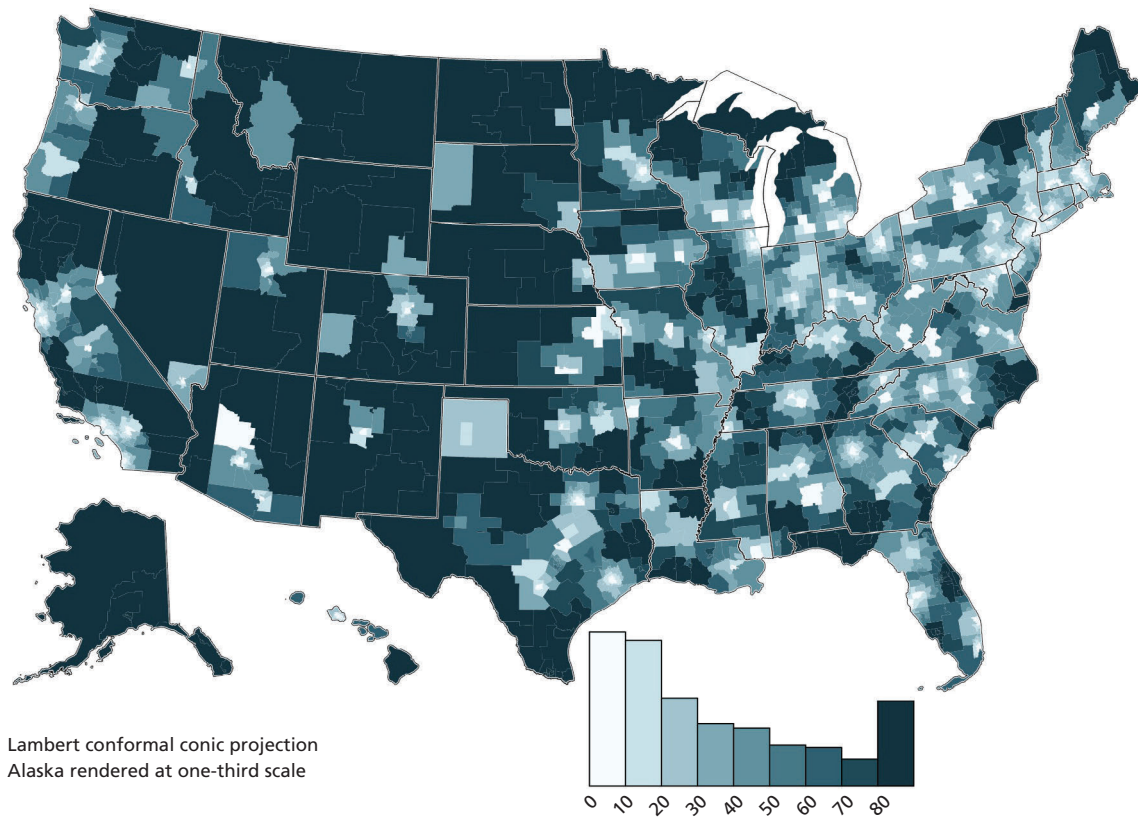 Lambert conformal conic projection
Alaska rendered at one-third scale
0 10 20 30 40 50 60 70 80